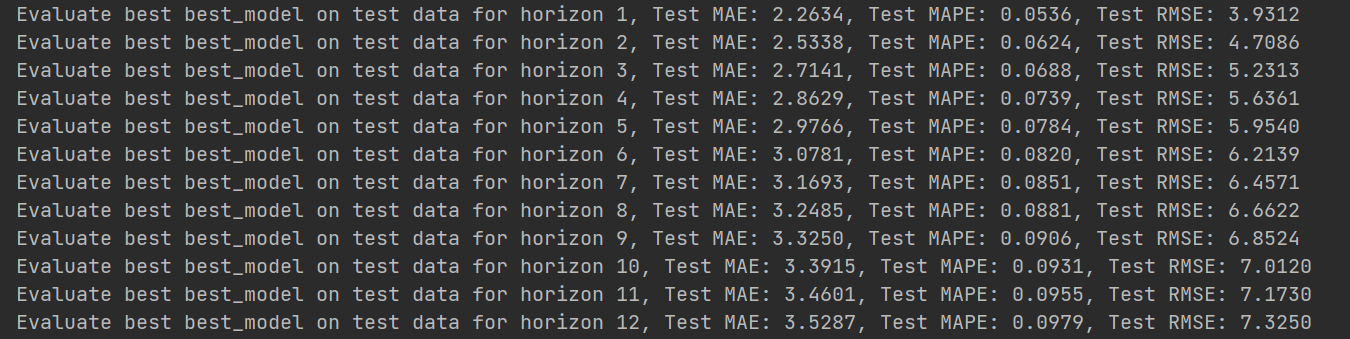 Evaluate best best_model on test data for horizon 1, Test MAE: 2.2634, Test MAPE: 0.0536, Test RMSE: 3.9312
Evaluate best best_model on test data for horizon 2, Test MAE: 2.5338, Test MAPE: 0.0624, Test RMSE: 4.7086
Evaluate best best_model on test data for horizon 3, Test MAE: 2.7141, Test MAPE: 0.0688, Test RMSE: 5.2313
Evaluate best best_model on test data for horizon 4, Test MAE: 2.8629, Test MAPE: 0.0739, Test RMSE: 5.6361
Evaluate best best_model on test data for horizon 5, Test MAE: 2.9766, Test MAPE: 0.0784, Test RMSE: 5.9540
Evaluate best best_model on test data for horizon 6, Test MAE: 3.0781, Test MAPE: 0.0820, Test RMSE: 6.2139
Evaluate best best_model on test data for horizon 7, Test MAE: 3.1693, Test MAPE: 0.0851, Test RMSE: 6.4571
Evaluate best best_model on test data for horizon 8, Test MAE: 3.2485, Test MAPE: 0.0881, Test RMSE: 6.6622
Evaluate best best_model on test data for horizon 9, Test MAE: 3.3250, Test MAPE: 0.0906, Test RMSE: 6.8524
Evaluate best best_model on test data for horizon 10, Test MAE: 3.3915, Test MAPE: 0.0931, Test RMSE: 7.0120
Evaluate best best_model on test data for horizon 11, Test MAE: 3.4601, Test MAPE: 0.0955, Test RMSE: 7.1730
Evaluate best best_model on test data for horizon 12, Test MAE: 3.5287, Test MAPE: 0.0979, Test RMSE: 7.3250